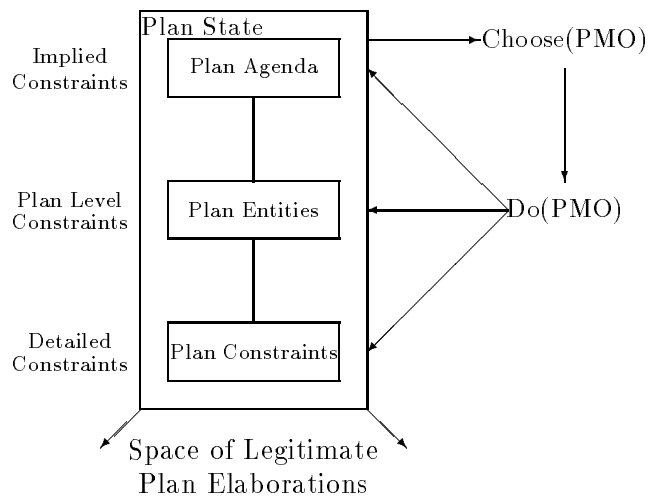 Plan State
Choose(PMO)
Implied
Constraints
Plan Agenda
Plan Level
Constraints
Plan Entities
Do(PMO)
Detailed
Constraints
Plan Constraints
Space of Legitimate
Plan Elaborations